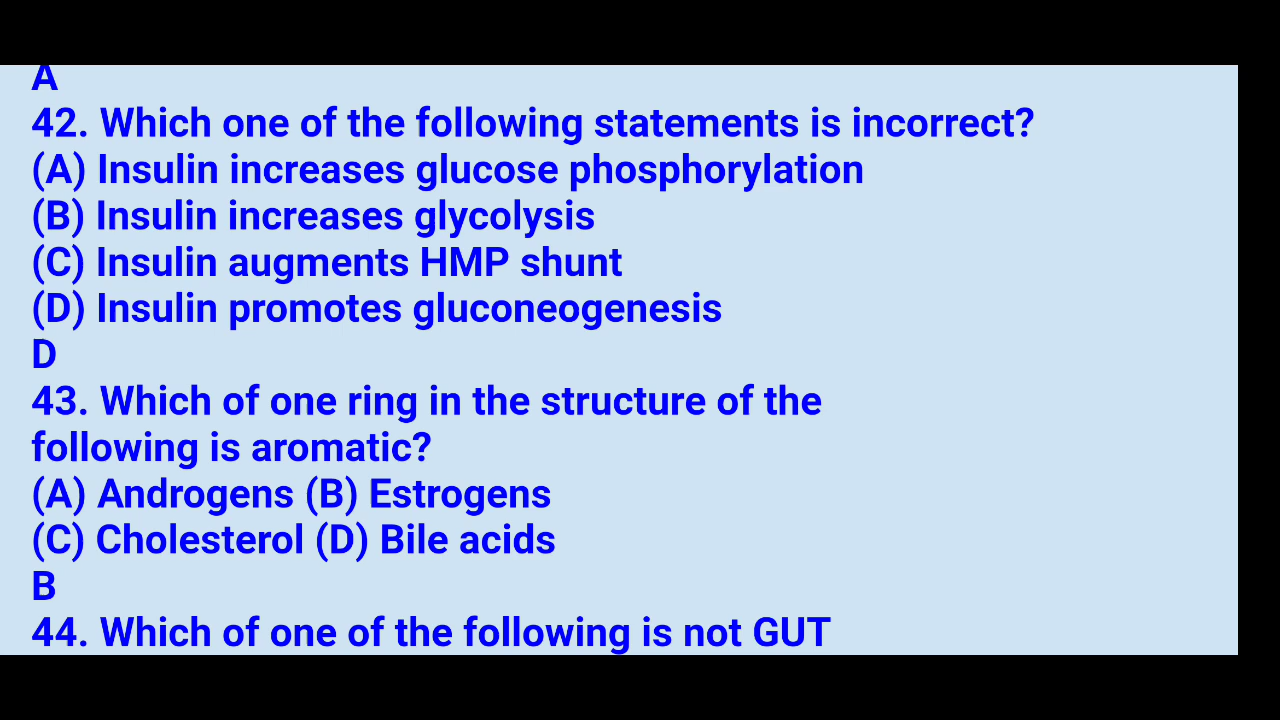 A
42. Which one of the following statements is incorrect?
(A) Insulin increases glucose phosphorylation
(B) Insulin increases glycolysis
(C) Insulin augments HMP shunt
(D) Insulin promotes gluconeogenesis
D
43. Which of one ring in the structure of the
following is aromatic?
(A) Androgens (B) Estrogens
(C) Cholesterol (D) Bile acids
B
44. Which of one of the following is not GUT